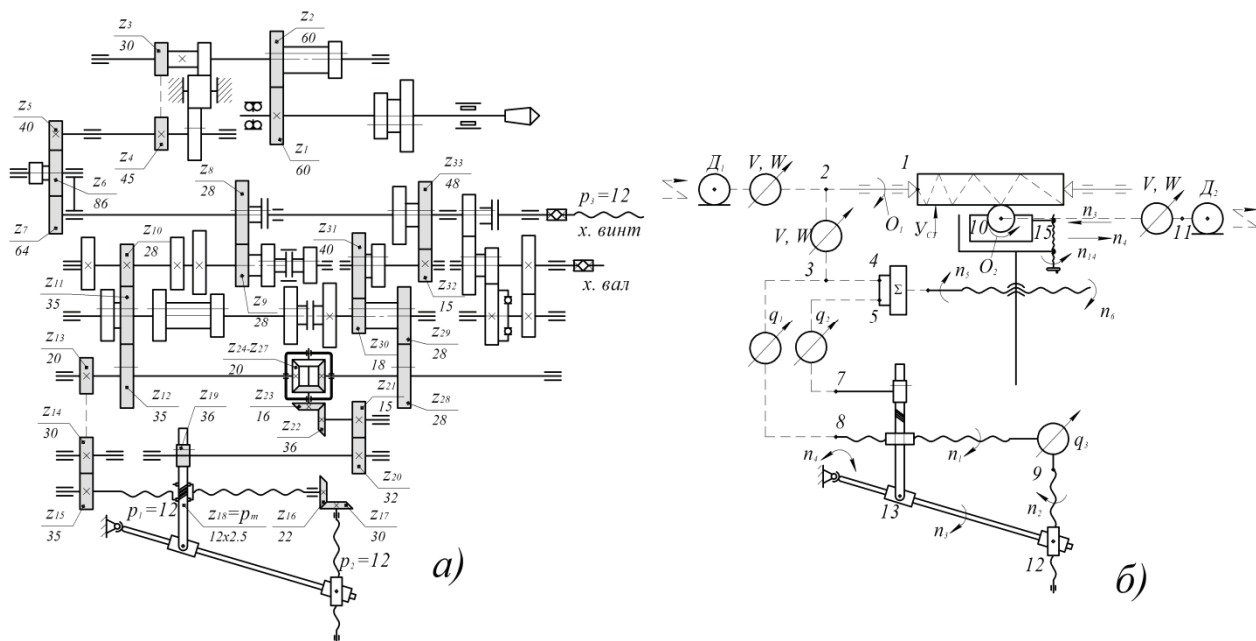 z3
30
z2
60
z5
40
z4
45
z1
60
z6
86
z7
64
z8
28
z33
48
p3=12
х. винт
z10
28
z31
40
z11
35
z9
28
z32
15
х. вал
z13
20
z24-z27
20
z30
18
z29
28
z14
30
z12
35
z19
36
z23
16
z22
36
z21
15
z28
28
z20
32
z15
35
p1=12
z18=pm
12x2.5
z16
22
z17
30
p2=12
а)
Д1
V, W
2
1
O1
Уст
10
15
O2
n3
n4
n14
V, W
Д2
11
V, W
3
4
Σ
5
n5
n6
q1
q2
7
8
n1
q3
9
n4
n2
13
n3
12
б)